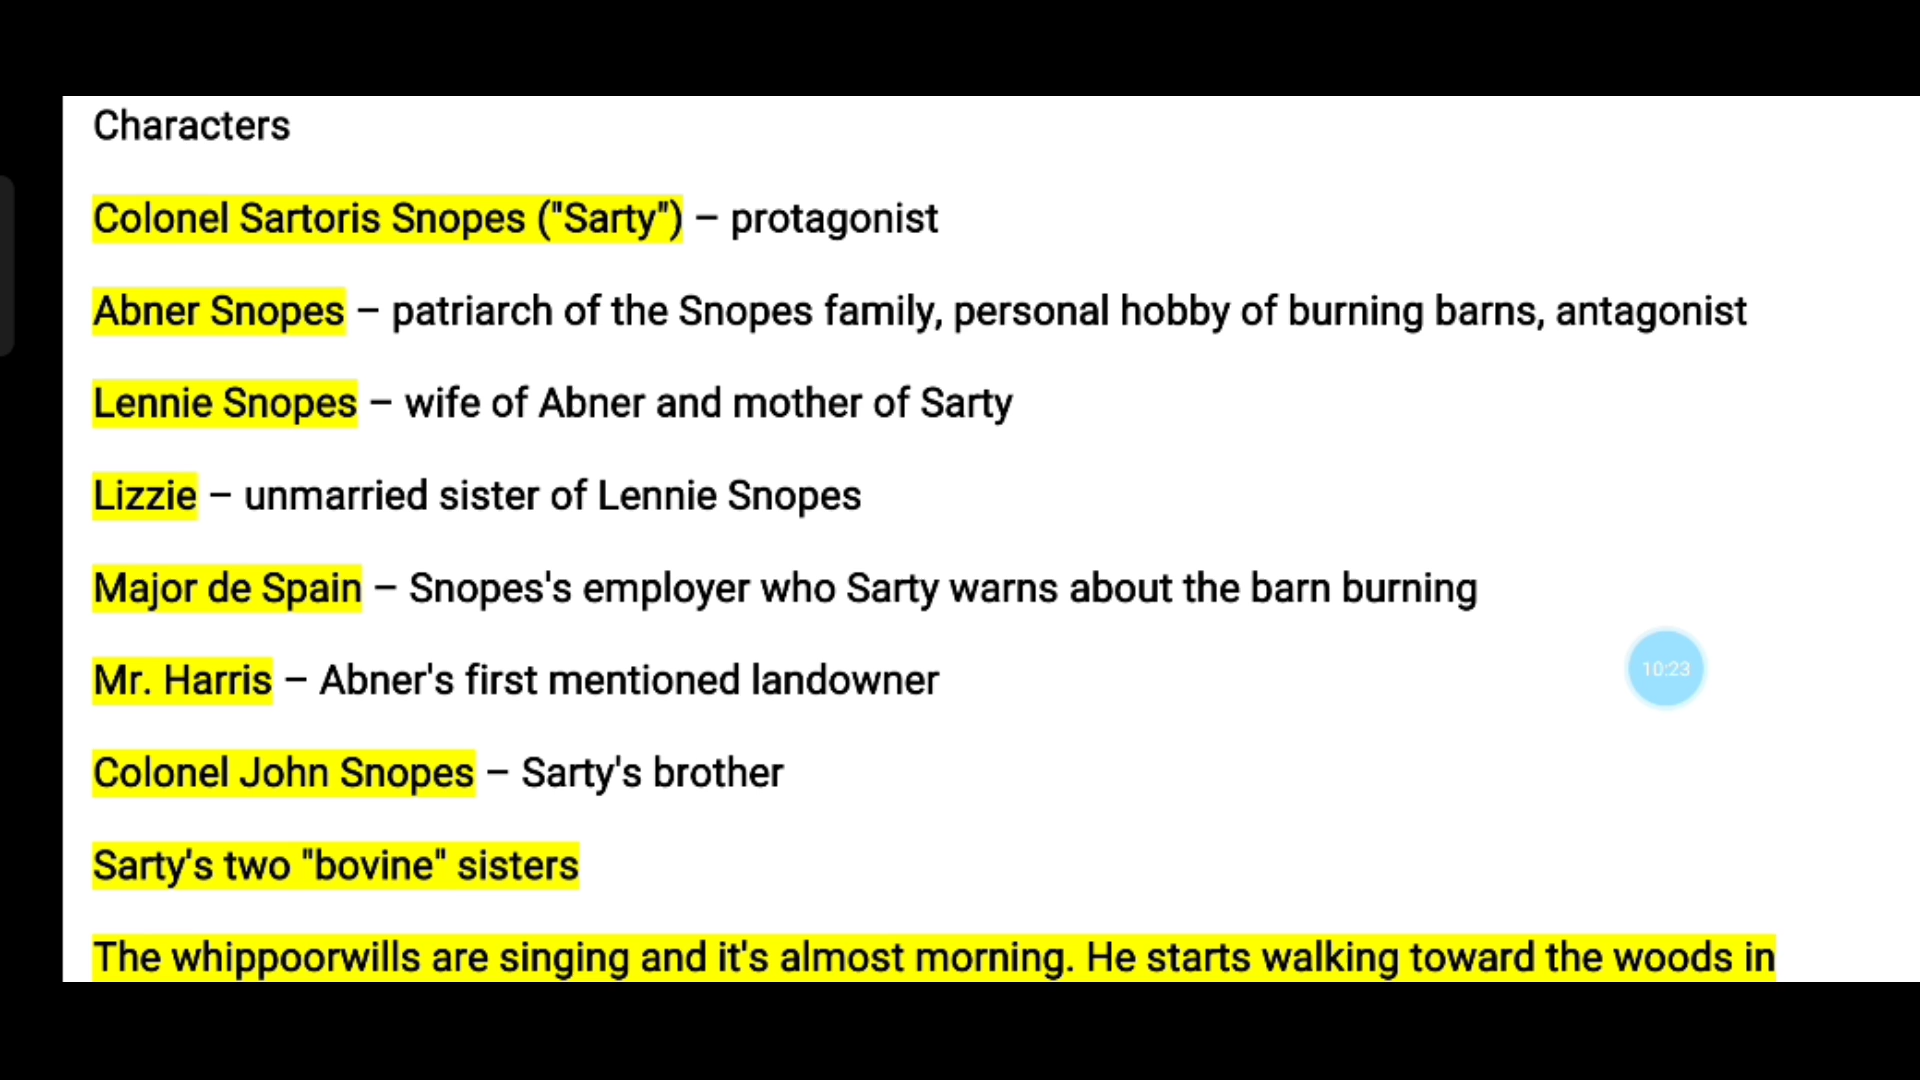 Characters
Colonel Sartoris Snopes ("Sarty") – protagonist
Abner Snopes – patriarch of the Snopes family, personal hobby of burning barns, antagonist
Lennie Snopes – wife of Abner and mother of Sarty
Lizzie – unmarried sister of Lennie Snopes
Major de Spain – Snopes's employer who Sarty warns about the barn burning
Mr. Harris – Abner's first mentioned landowner
10:23
Colonel John Snopes – Sarty's brother
Sarty's two "bovine" sisters
The whippoorwills are singing and it's almost morning. He starts walking toward the woods in